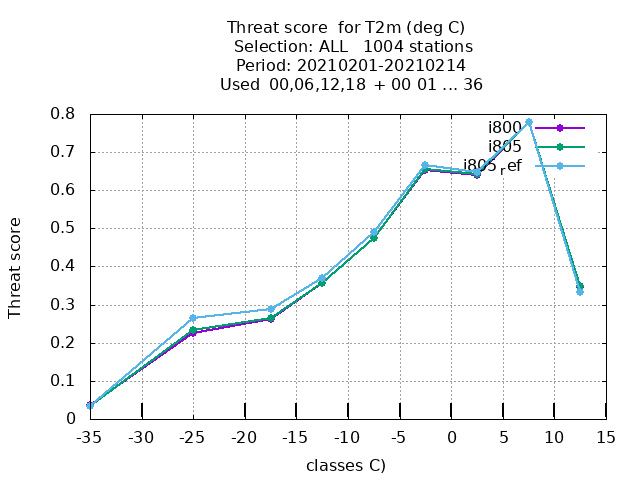 Threat score  for T2m (deg C)
Selection: ALL   1004 stations
Period: 20210201-20210214
Used  00,06,12,18  + 00 01 ... 36
0.8
0.7
0.6
0.5
0.4
0.3
0.2
0.1
0
Threat score
i800
i805
i805ref
-35 -30 -25 -20 -15 -10 -5 0 5 10 15
classes C)